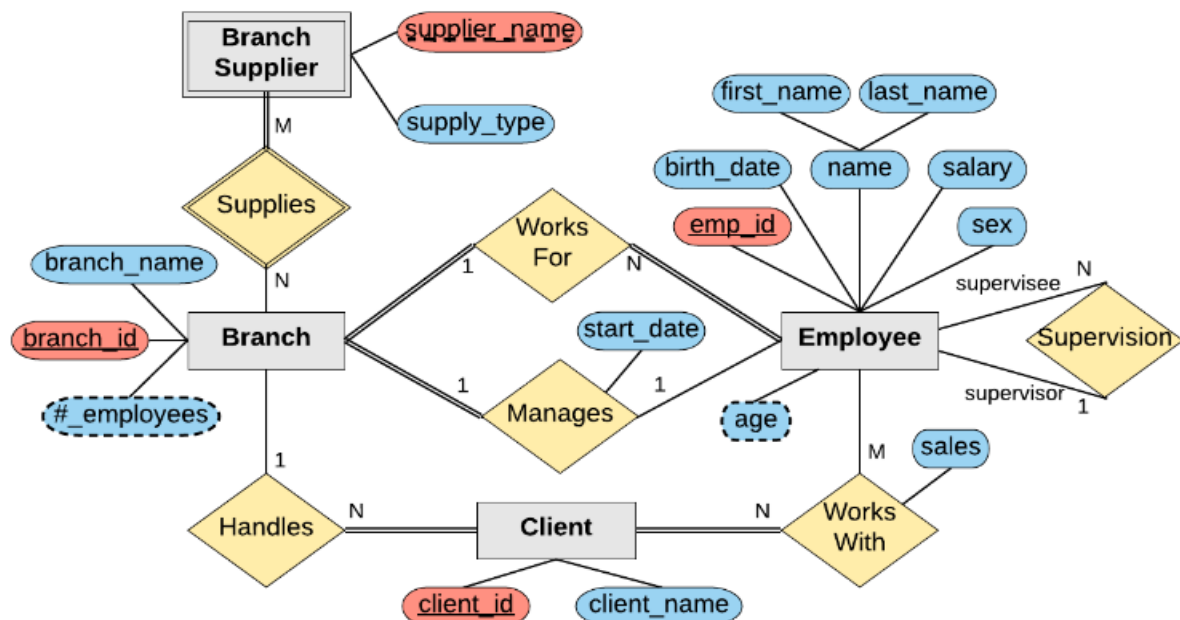 Branch
Supplier
supplier_name
supply_type
M
Supplies
N
first_name
last_name
birth_date
name
salary
emp_id
sex
branch_name
branch_id
#_employees
Branch
1
Works
For
N
start_date
1
Manages
1
Employee
supervisee
N
Supervision
supervisor
1
age
M
sales
1
Handles
N
Client
N
Works
With
client_id
client_name